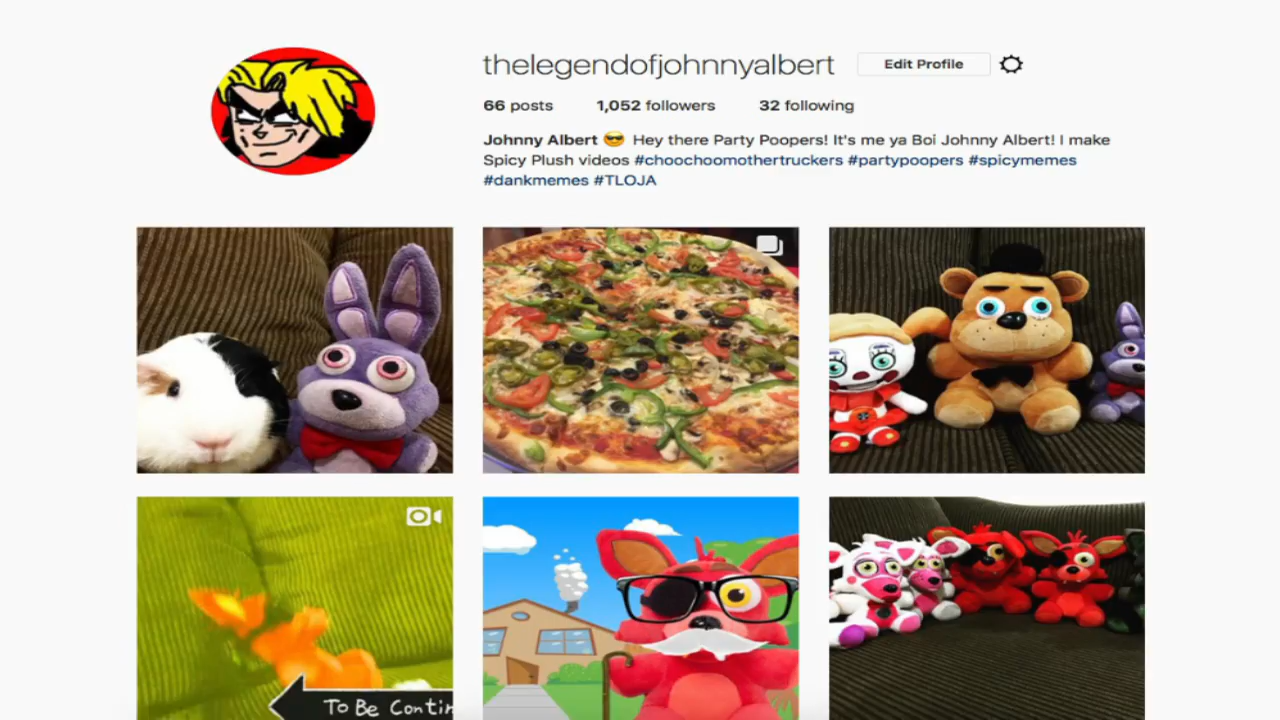 thelegendofjohnnyalbert Edit Profile
66 posts 1,052 followers 32 following
Johnny Albert 😎 Hey there Party Poopers! It's me ya Boi Johnny Albert! I make
Spicy Plush videos #choochoomothertruckers #partypoopers #spicymemes
#dankmemes #TLOJA
To Be Contin